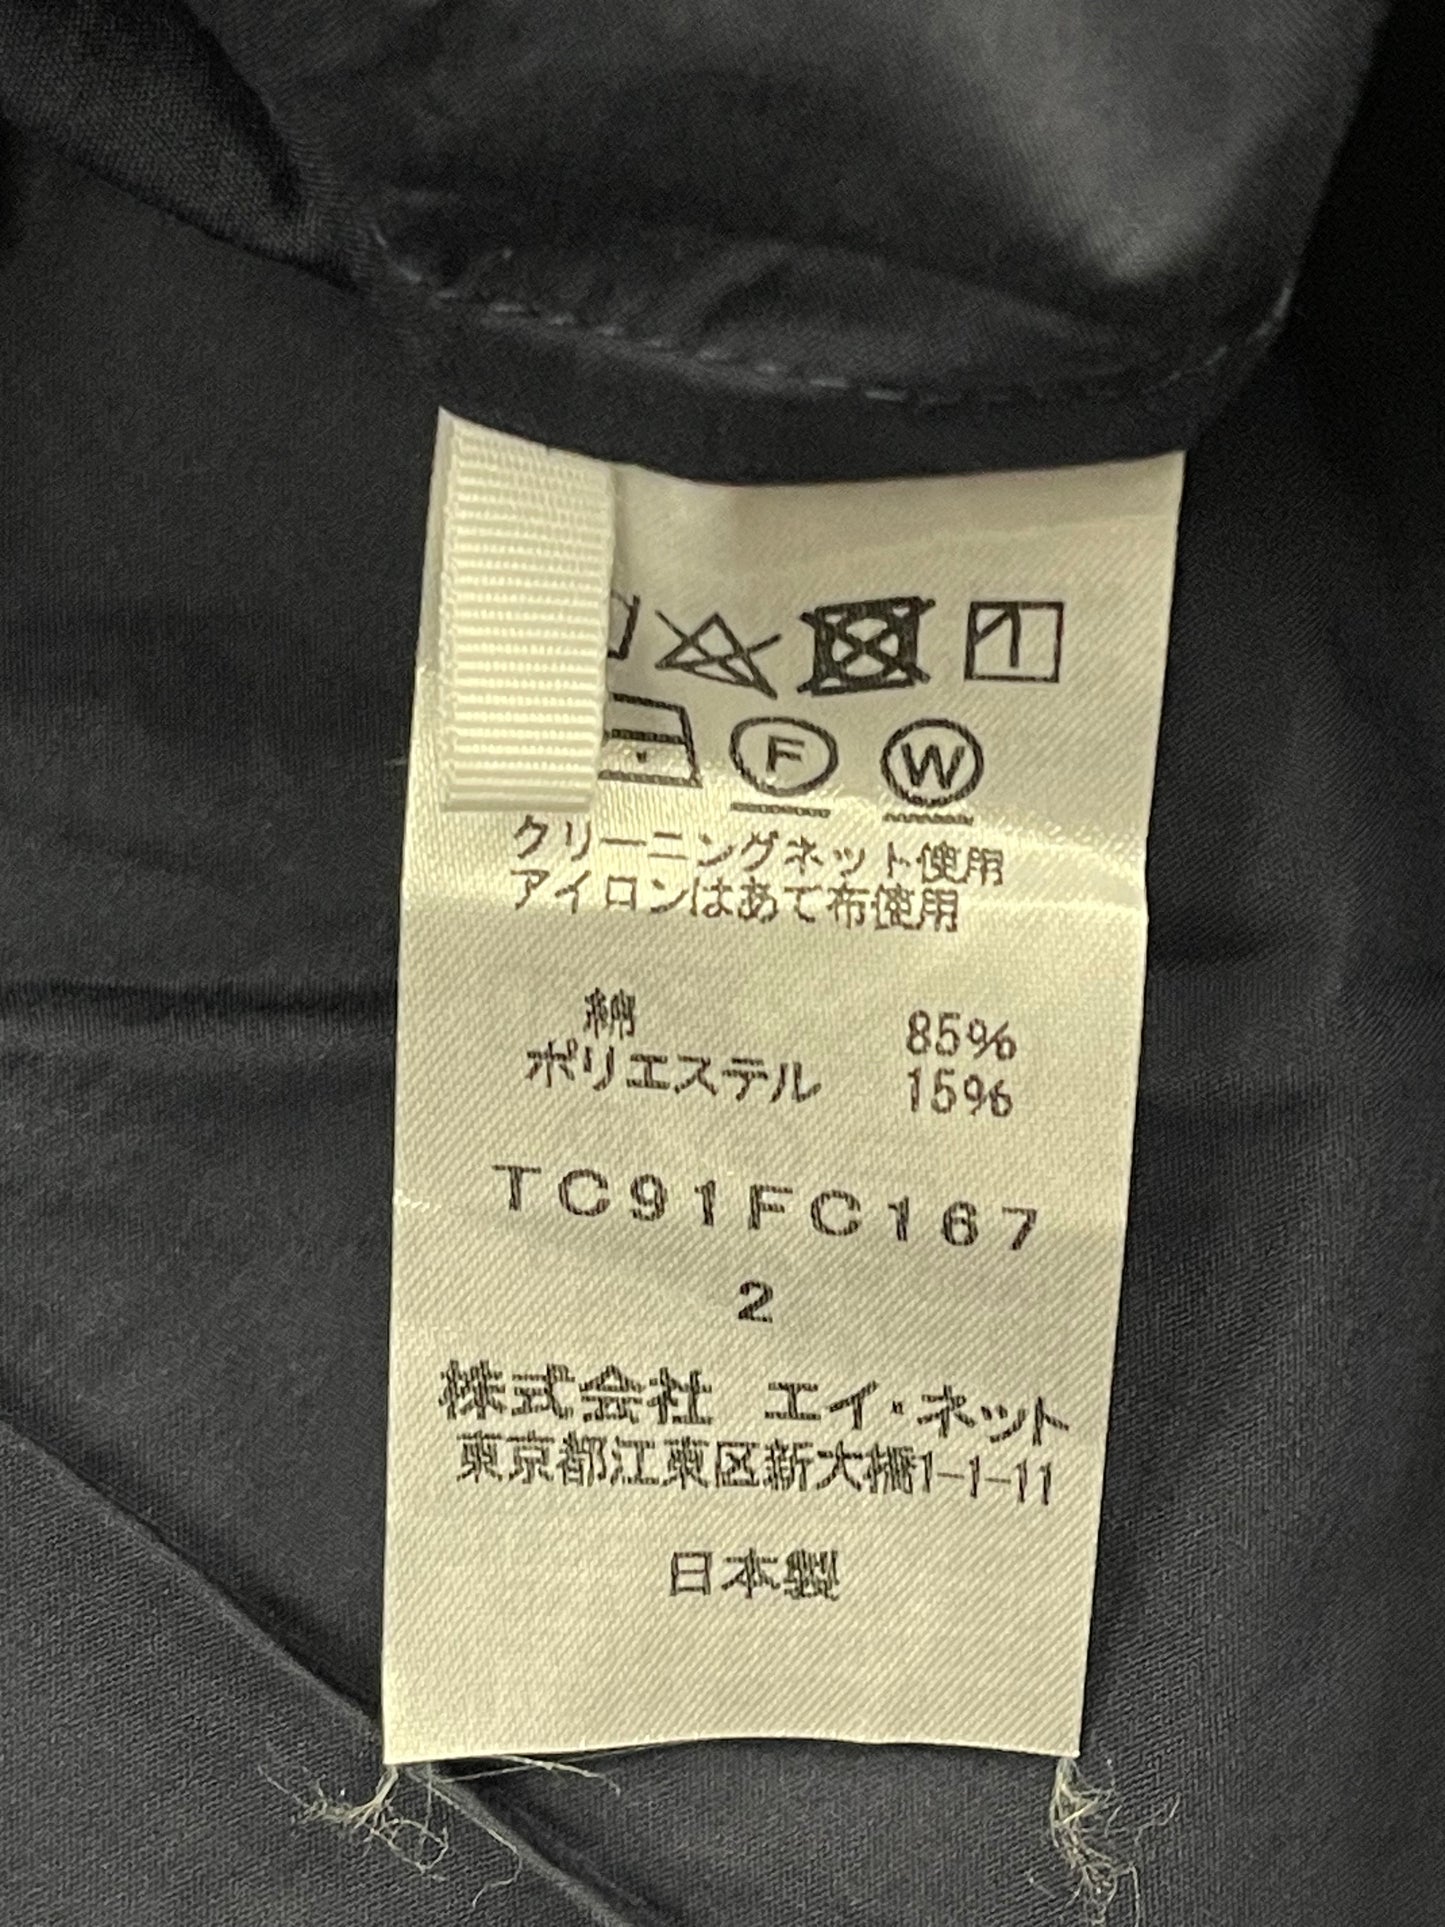 F W
クリーニングネット使用
アイロンはあて布使用
綿 85%
ポリエステル 15%
TC91FC167
2
株式会社 エイ・ネット
東京都江東区新大橋1-1-11
日本製